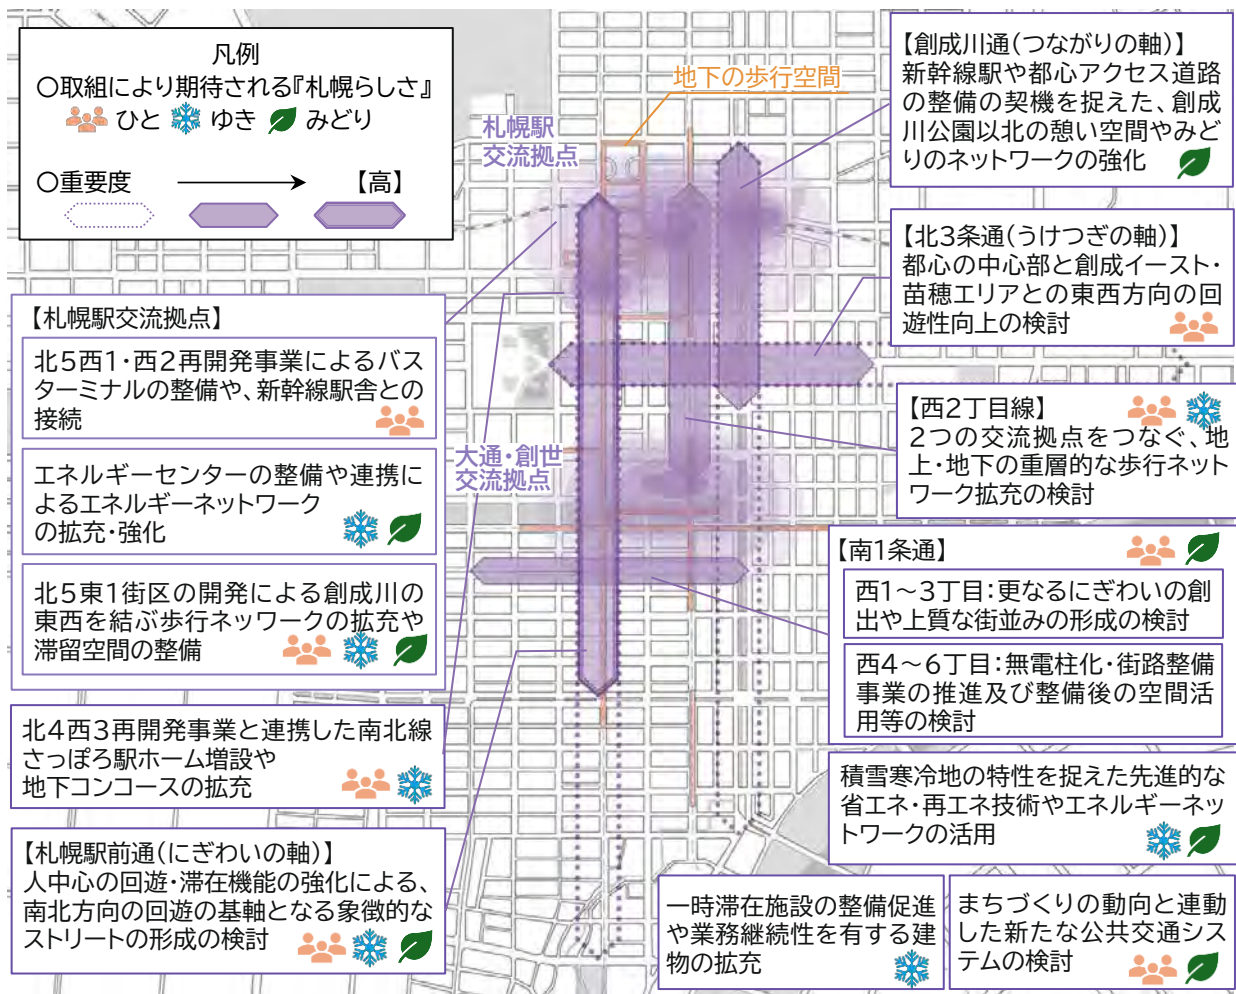 凡例
○取組により期待される『札幌らしさ』
ひと ゆき みどり
○重要度 【高】
地下の歩行空間
札幌駅
交流拠点
大通・創世
交流拠点
【創成川通(つながりの軸)】
新幹線駅や都心アクセス道路
の整備の契機を捉えた、創成
川公園以北の憩い空間やみど
りのネットワークの強化
【北3条通(うけつぎの軸)】
都心の中心部と創成イースト・
苗穂エリアとの東西方向の回
遊性向上の検討
【西2丁目線】
2つの交流拠点をつなぐ、地
上・地下の重層的な歩行ネット
ワーク拡充の検討
【南1条通】
西1～3丁目:更なるにぎわいの創
出や上質な街並みの形成の検討
西4～6丁目:無電柱化・街路整備
事業の推進及び整備後の空間活
用等の検討
積雪寒冷地の特性を捉えた先進的な
省エネ・再エネ技術やエネルギーネッ
トワークの活用
【札幌駅交流拠点】
北5西1・西2再開発事業によるバス
ターミナルの整備や、新幹線駅舎との
接続
エネルギーセンターの整備や連携に
よるエネルギーネットワーク
の拡充・強化
北5東1街区の開発による創成川の
東西を結ぶ歩行ネッワークの拡充や
滞留空間の整備
北4西3再開発事業と連携した南北線
さっぽろ駅ホーム増設や
地下コンコースの拡充
【札幌駅前通(にぎわいの軸)】
人中心の回遊・滞在機能の強化による、
南北方向の回遊の基軸となる象徴的な
ストリートの形成の検討
一時滞在施設の整備促進
や業務継続性を有する建
物の拡充
まちづくりの動向と連動
した新たな公共交通シス
テムの検討